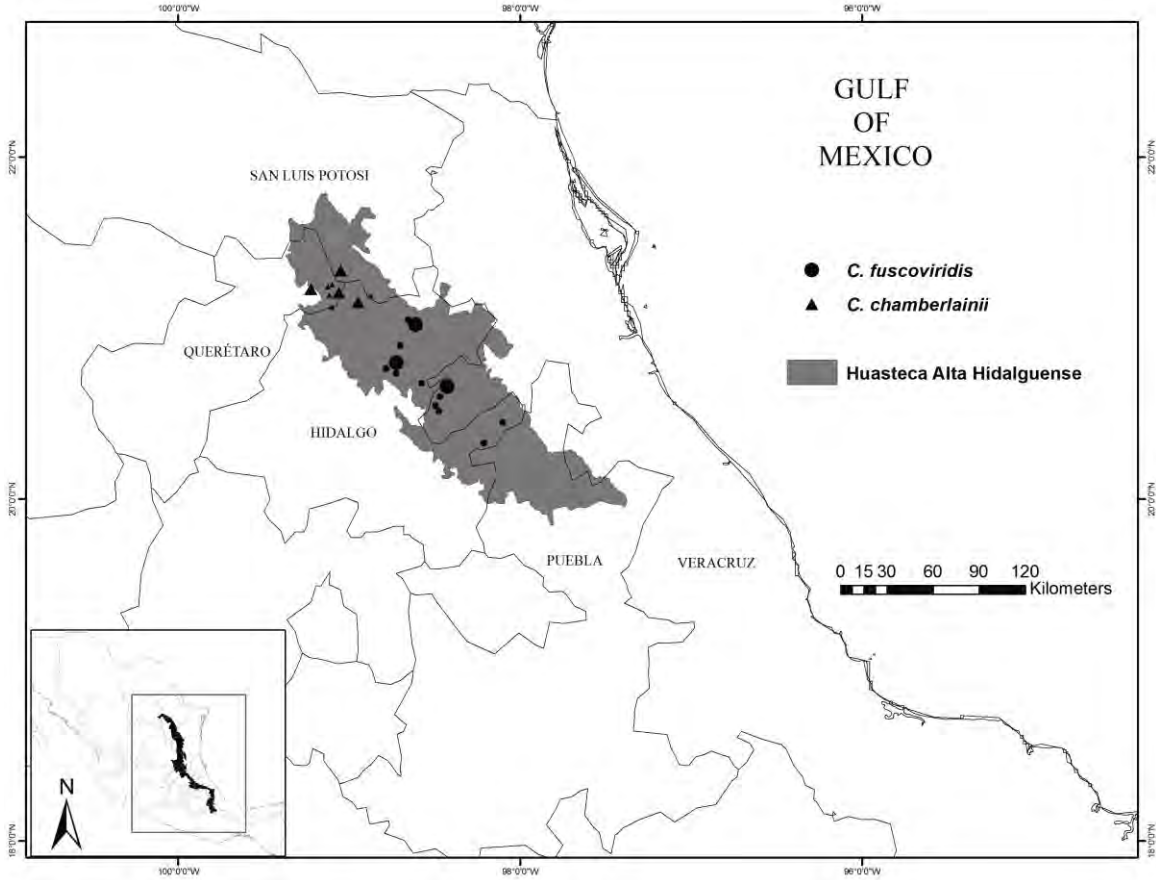 100°0'0"W
98°0'0"W
96°0'0"W
22°0'0"N
22°0'0"N
GULF
OF
MEXICO
SAN LUIS POTOSI
C. fuscoviridis
C. chamberlainii
QUERÉTARO
Huasteca Alta Hidalguense
HIDALGO
20°0'0"N
20°0'0"N
PUEBLA
VERACRUZ
0 15 30 60 90 120
Kilometers
N
18°0'0"N
18°0'0"N
100°0'0"W
98°0'0"W
96°0'0"W